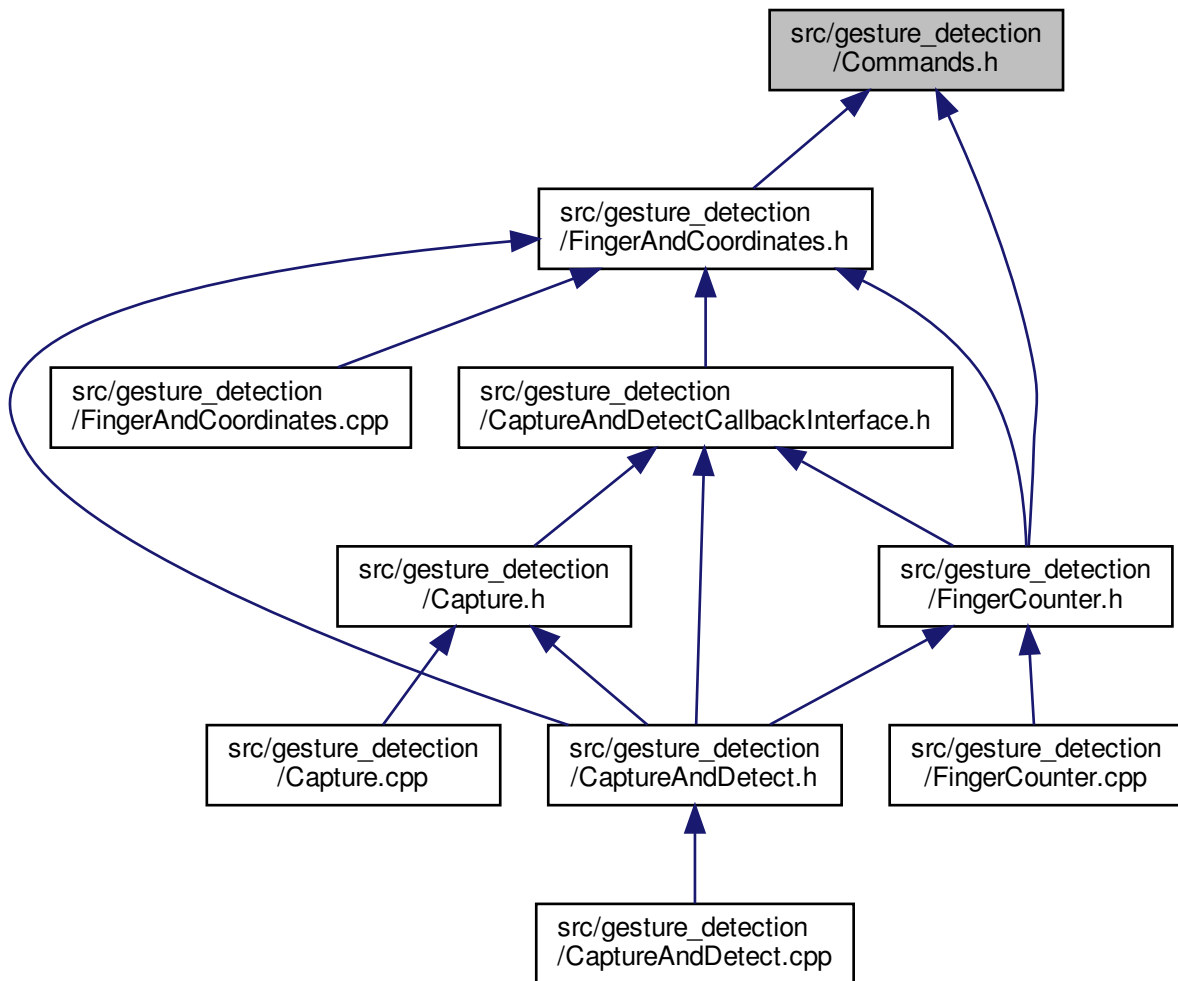 src/gesture_detection
/Commands.h
src/gesture_detection
/FingerAndCoordinates.h
src/gesture_detection
/FingerAndCoordinates.cpp
src/gesture_detection
/CaptureAndDetectCallbackInterface.h
src/gesture_detection
/Capture.h
src/gesture_detection
/FingerCounter.h
src/gesture_detection
/Capture.cpp
src/gesture_detection
/CaptureAndDetect.h
src/gesture_detection
/FingerCounter.cpp
src/gesture_detection
/CaptureAndDetect.cpp